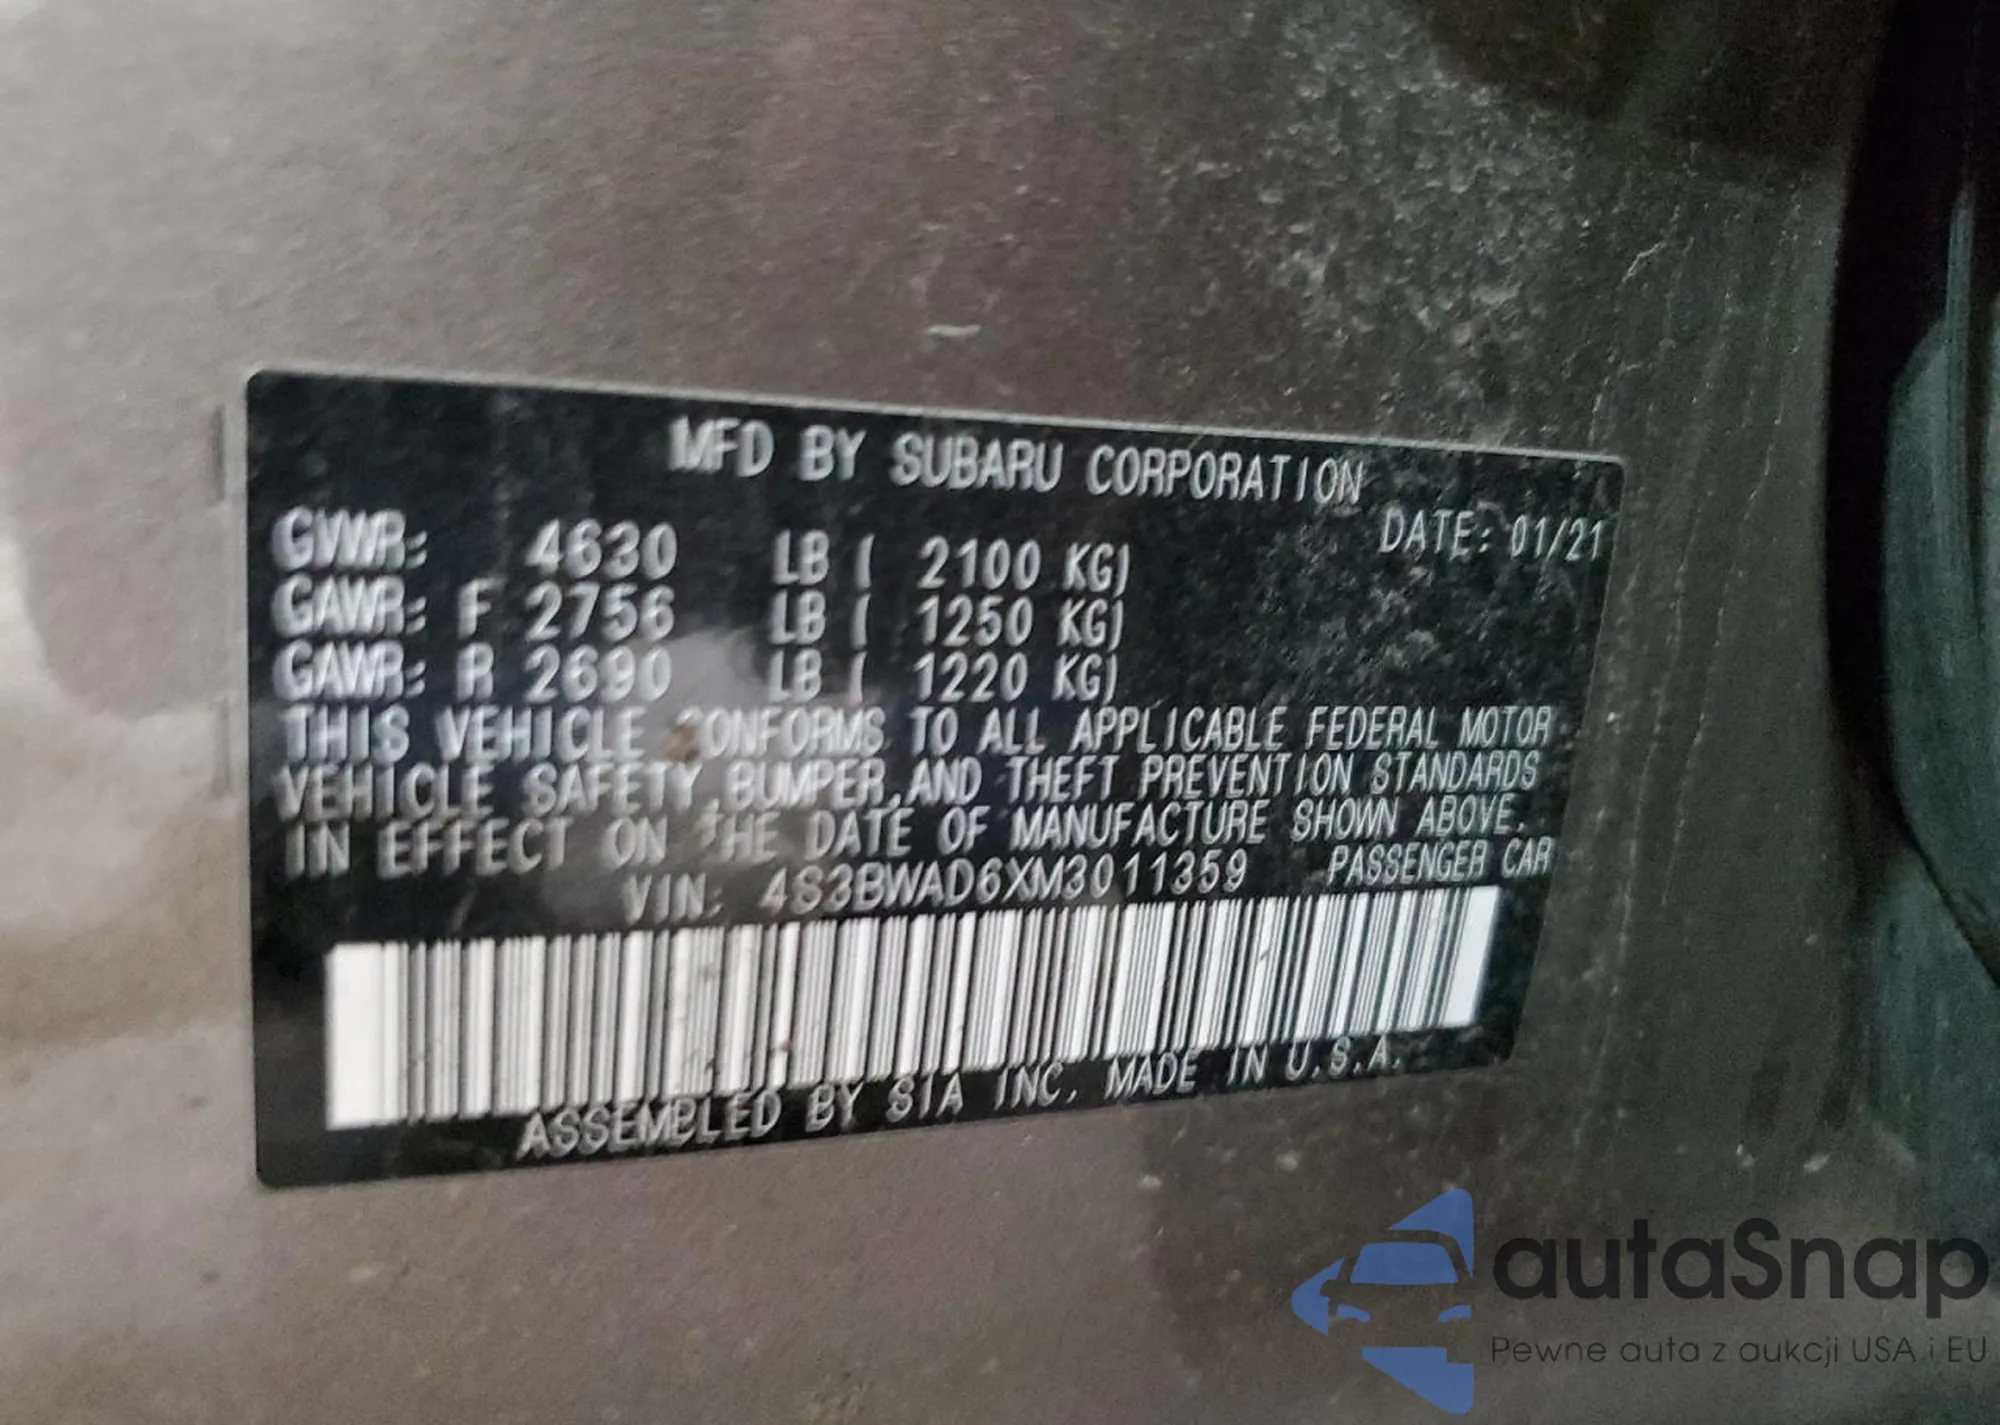 MFD BY SUBARU CORPORATION
DATE: 01/21
GVWR: 4630 LB ( 2100 KG)
GAWR: F 2756 LB ( 1250 KG)
GAWR: R 2690 LB ( 1220 KG)
THIS VEHICLE CONFORMS TO ALL APPLICABLE FEDERAL MOTOR
VEHICLE SAFETY, BUMPER, AND THEFT PREVENTION STANDARDS
IN EFFECT ON THE DATE OF MANUFACTURE SHOWN ABOVE.
VIN: 4S3BWAD6XM3011359 PASSENGER CAR
ASSEMBLED BY SIA INC. MADE IN U.S.A.
autaSnap
Pewne auta z aukcji USA i EU